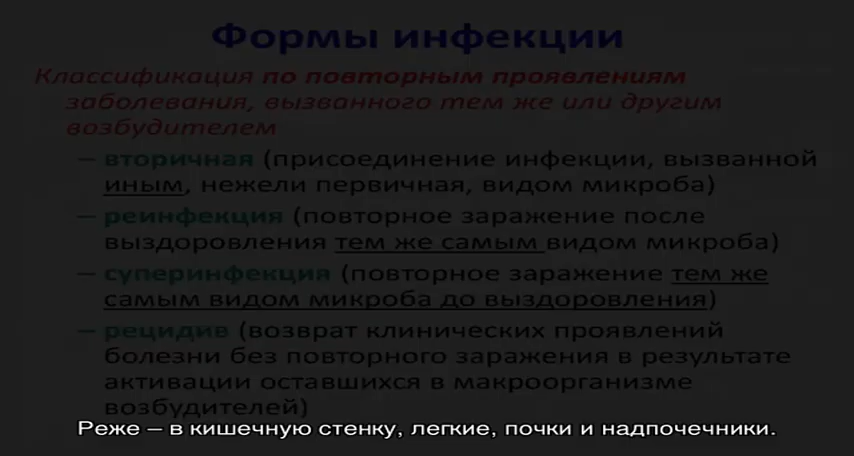 Формы инфекции
Классификация по повторным проявлениям
заболевания, вызванного тем же или другим
возбудителем
– вторичная (присоединение инфекции, вызванной
иным, нежели первичная, видом микроба)
– реинфекция (повторное заражение после
выздоровления тем же самым видом микроба)
– суперинфекция (повторное заражение тем же
самым видом микроба до выздоровления)
– рецидив (возврат клинических проявлений
болезни без повторного заражения в результате
активации оставшихся в макроорганизме
возбудителей)
Реже – в кишечную стенку, легкие, почки и надпочечники.